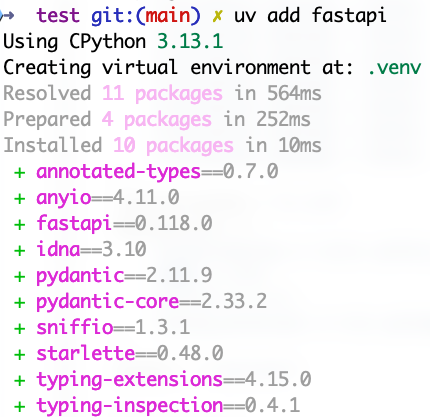 → test git:(main) ✗ uv add fastapi
Using CPython 3.13.1
Creating virtual environment at: .venv
Resolved 11 packages in 564ms
Prepared 4 packages in 252ms
Installed 10 packages in 10ms
+ annotated-types==0.7.0
+ anyio==4.11.0
+ fastapi==0.118.0
+ idna==3.10
+ pydantic==2.11.9
+ pydantic-core==2.33.2
+ sniffio==1.3.1
+ starlette==0.48.0
+ typing-extensions==4.15.0
+ typing-inspection==0.4.1